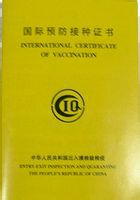 国际预防接种证书
INTERNATIONAL CERTIFICATE
OF VACCINATION
CIQ
中华人民共和国出入境检验检疫
ENTRY-EXIT INSPECTION AND QUARANTINE
THE PEOPLE'S REPUBLIC OF CHINA